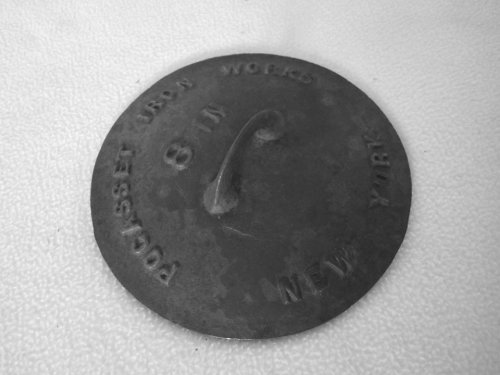 POCASSET IRON WORKS
8 IN
NEW YORK